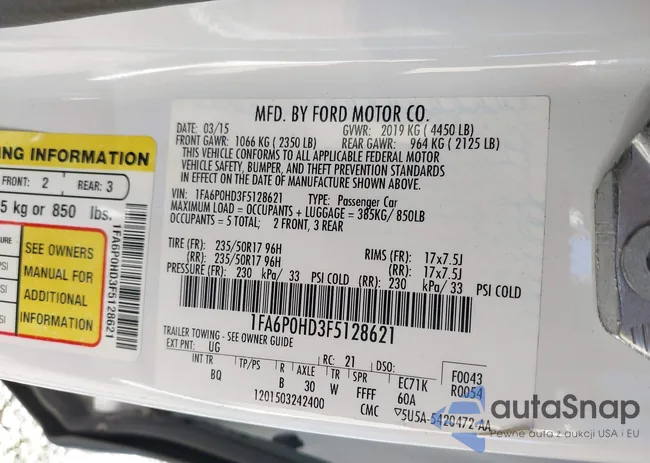 MFD. BY FORD MOTOR CO.
DATE: 03/15 GVWR: 2019 KG ( 4450 LB)
FRONT GAWR: 1066 KG ( 2350 LB) REAR GAWR: 964 KG ( 2125 LB)
THIS VEHICLE CONFORMS TO ALL APPLICABLE FEDERAL MOTOR
VEHICLE SAFETY, BUMPER, AND THEFT PREVENTION STANDARDS
IN EFFECT ON THE DATE OF MANUFACTURE SHOWN ABOVE.
VIN: 1FA6P0HD3F5128621 TYPE: Passenger Car
MAXIMUM LOAD = OCCUPANTS + LUGGAGE = 385KG/850LB
OCCUPANTS = 5 TOTAL; 2 FRONT, 3 REAR
TIRE (FR): 235/50R17 96H RIMS (FR): 17x7.5J
(RR): 235/50R17 96H (RR): 17x7.5J
PRESSURE (FR): 230 kPa/ 33 PSI COLD (RR): 230 kPa/ 33 PSI COLD
1FA6P0HD3F5128621
TRAILER TOWING - SEE OWNER GUIDE
EXT PNT: UG RC: 21 DSO: F0043
R0054
INT TR TP/PS R AXLE TR SPR EC71K
BQ B 30 W FFFF 60A
1201503242400 CMC 5U5A-5420472-AA
NG INFORMATION
FRONT: 2 REAR: 3
5 kg or 850 lbs.
SEE OWNERS
MANUAL FOR
ADDITIONAL
INFORMATION
1FA6P0HD3F5128621
autaSnap
Pewne auta z aukcji USA i EU